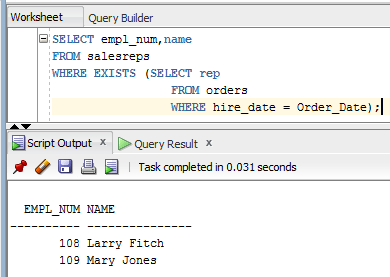 Worksheet Query Builder
SELECT empl_num,name
FROM salesreps
WHERE EXISTS (SELECT rep
FROM orders
WHERE hire_date = Order_Date);
Script Output x Query Result x
Task completed in 0.031 seconds
EMPL_NUM NAME
---------- ---------------
108 Larry Fitch
109 Mary Jones